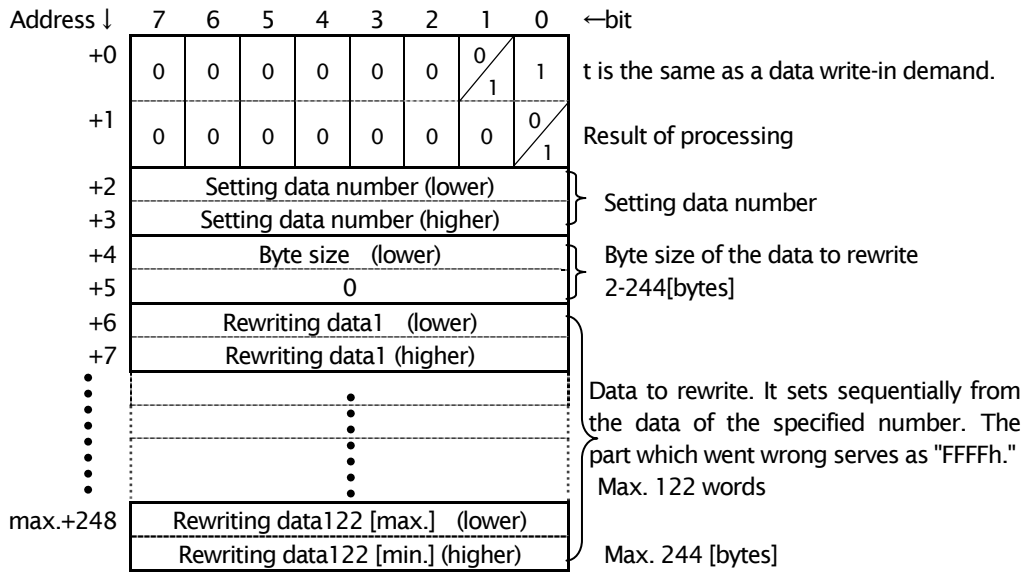 Address ↓ 7 6 5 4 3 2 1 0 ←bit
+0 0 0 0 0 0 0 0/1 1 t is the same as a data write-in demand.
+1 0 0 0 0 0 0 0 0/1 Result of processing
+2 Setting data number (lower)
+3 Setting data number (higher)
Setting data number
+4 Byte size (lower) Byte size of the data to rewrite
+5 0 2-244[bytes]
+6 Rewriting data1 (lower)
+7 Rewriting data1 (higher)
Data to rewrite. It sets sequentially from
the data of the specified number. The
part which went wrong serves as "FFFFh."
Max. 122 words
max.+248 Rewriting data122 [max.] (lower)
Rewriting data122 [min.] (higher) Max. 244 [bytes]